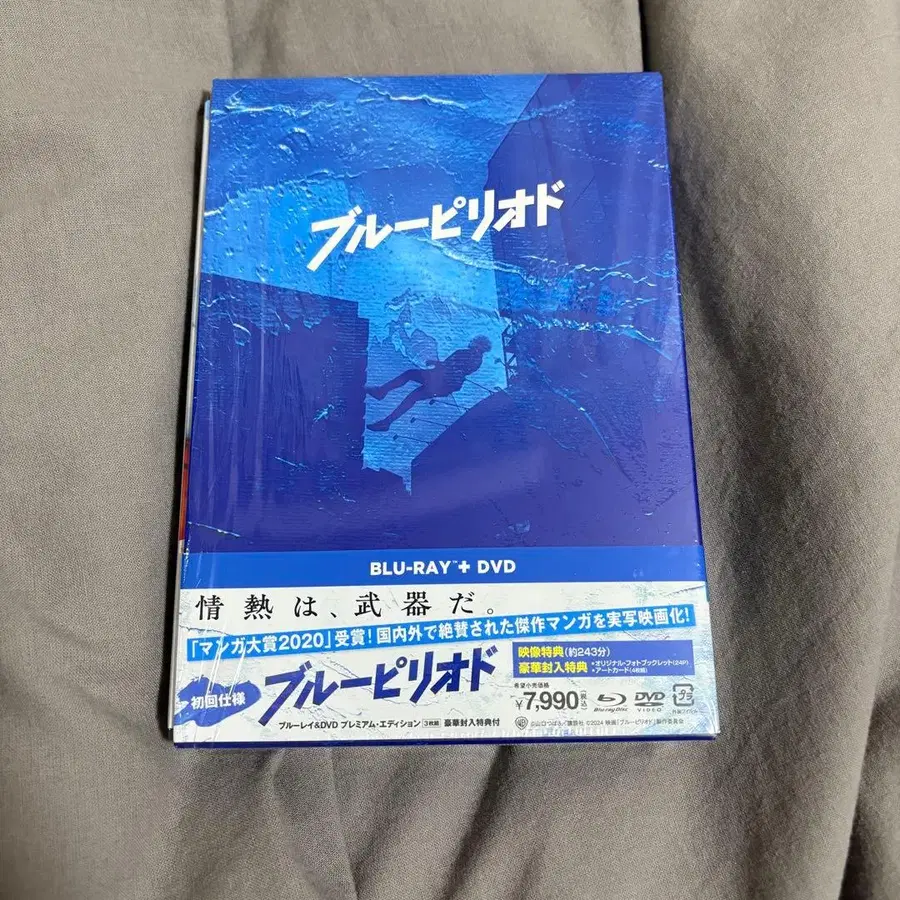 ブルーピリオド
BLU-RAY™+ DVD
情熱は、武器だ。
「マンガ大賞2020」受賞!国内外で絶賛された傑作マンガを実写映画化!
初回仕様
ブルーピリオド
ブルーレイ&DVD プレミアム・エディション 3枚組 豪華封入特典付
映像特典(約243分)
豪華封入特典 •オリジナル・フォトブックレット(24P)
•アートカード(4枚組)
希望小売価格
¥7,990(税込)
Blu-ray Disc
DVD
VIDEO
©山口つばさ/講談社 ©2024 映画「ブルーピリオド」製作委員会